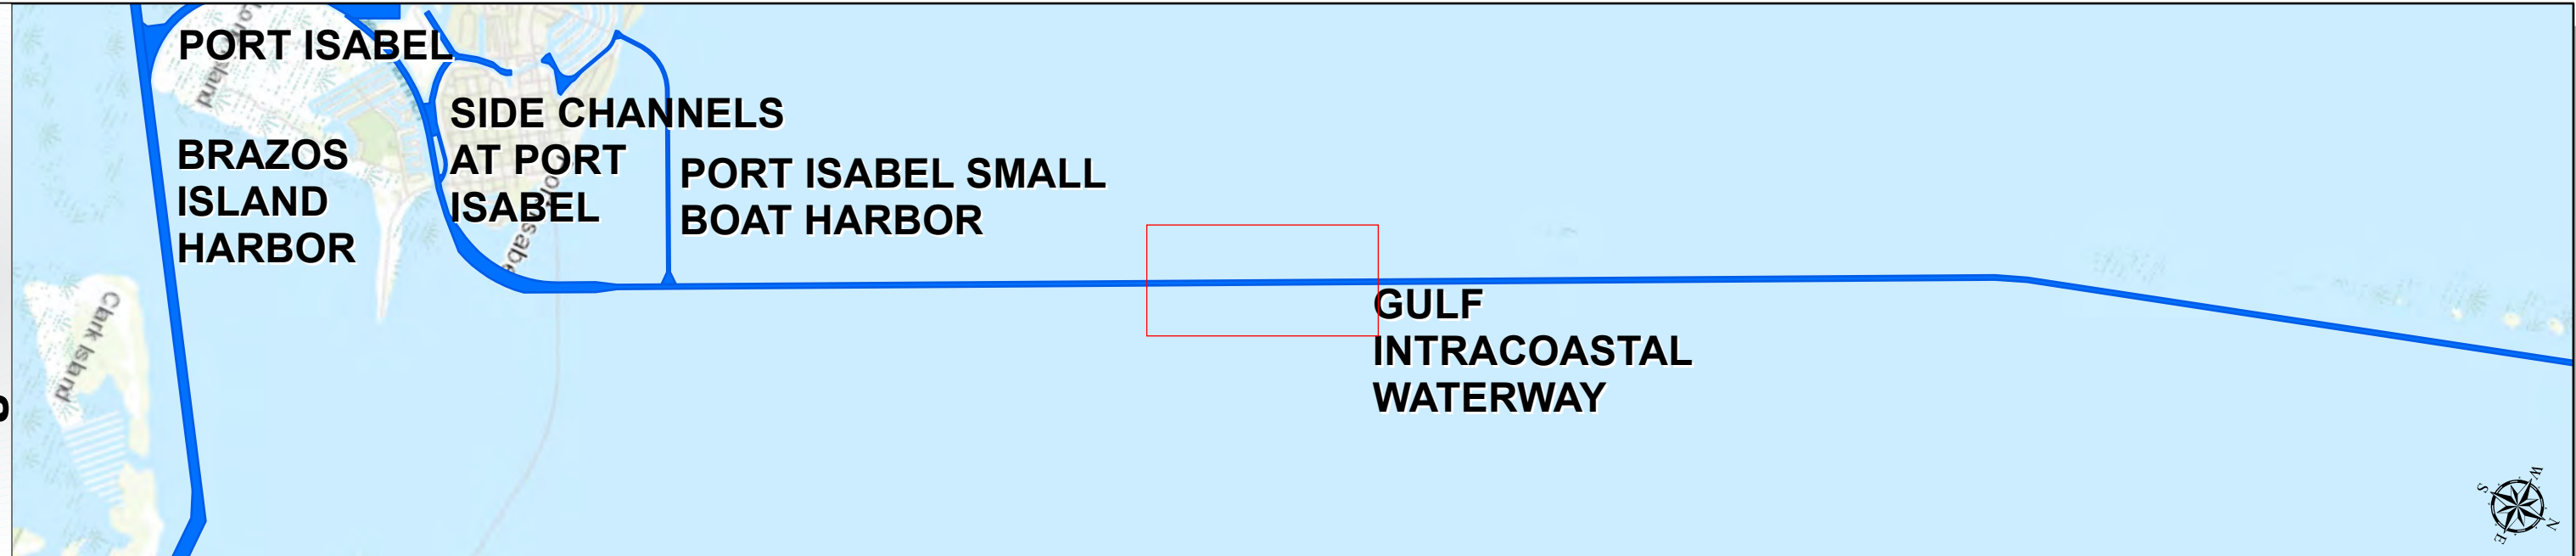 PORT ISABEL
SIDE CHANNELS
AT PORT
ISABEL
BRAZOS
ISLAND
HARBOR
PORT ISABEL SMALL
BOAT HARBOR
GULF
INTRACOASTAL
WATERWAY
Clark Island
Island
W
S
N
E